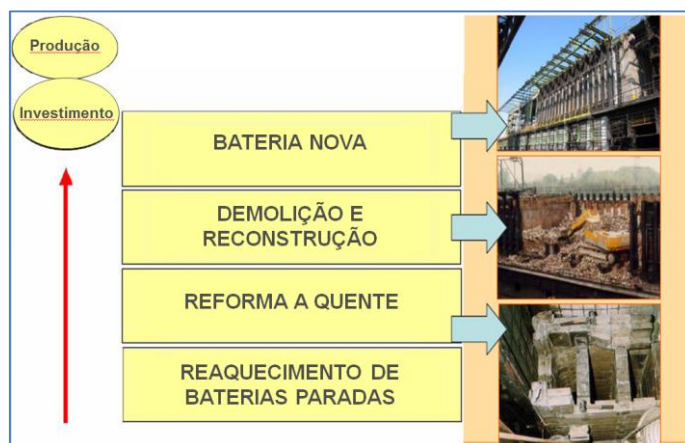 Produção
Investimento
BATERIA NOVA
DEMOLIÇÃO E
RECONSTRUÇÃO
REFORMA A QUENTE
REAQUECIMENTO DE
BATERIAS PARADAS